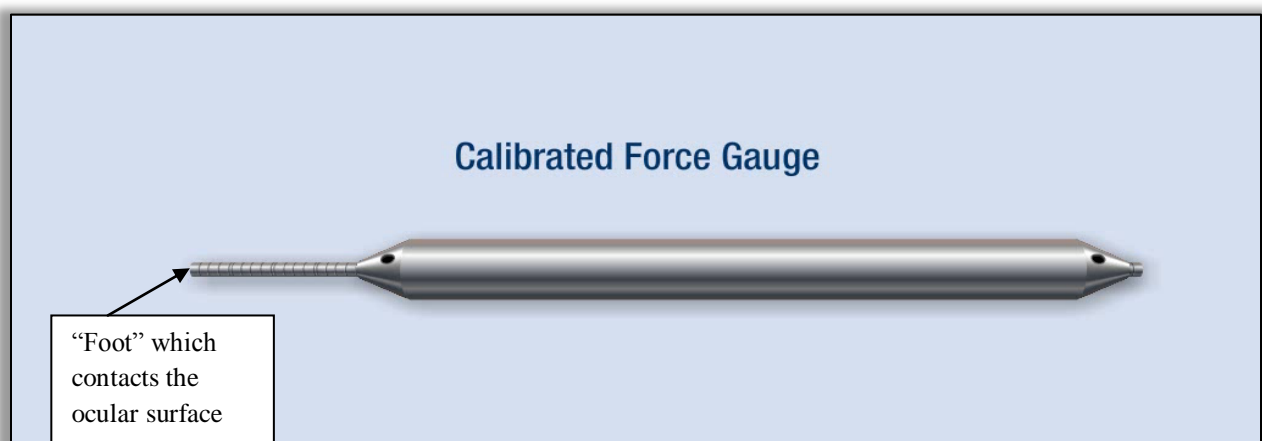 Calibrated Force Gauge
“Foot” which
contacts the
ocular surface